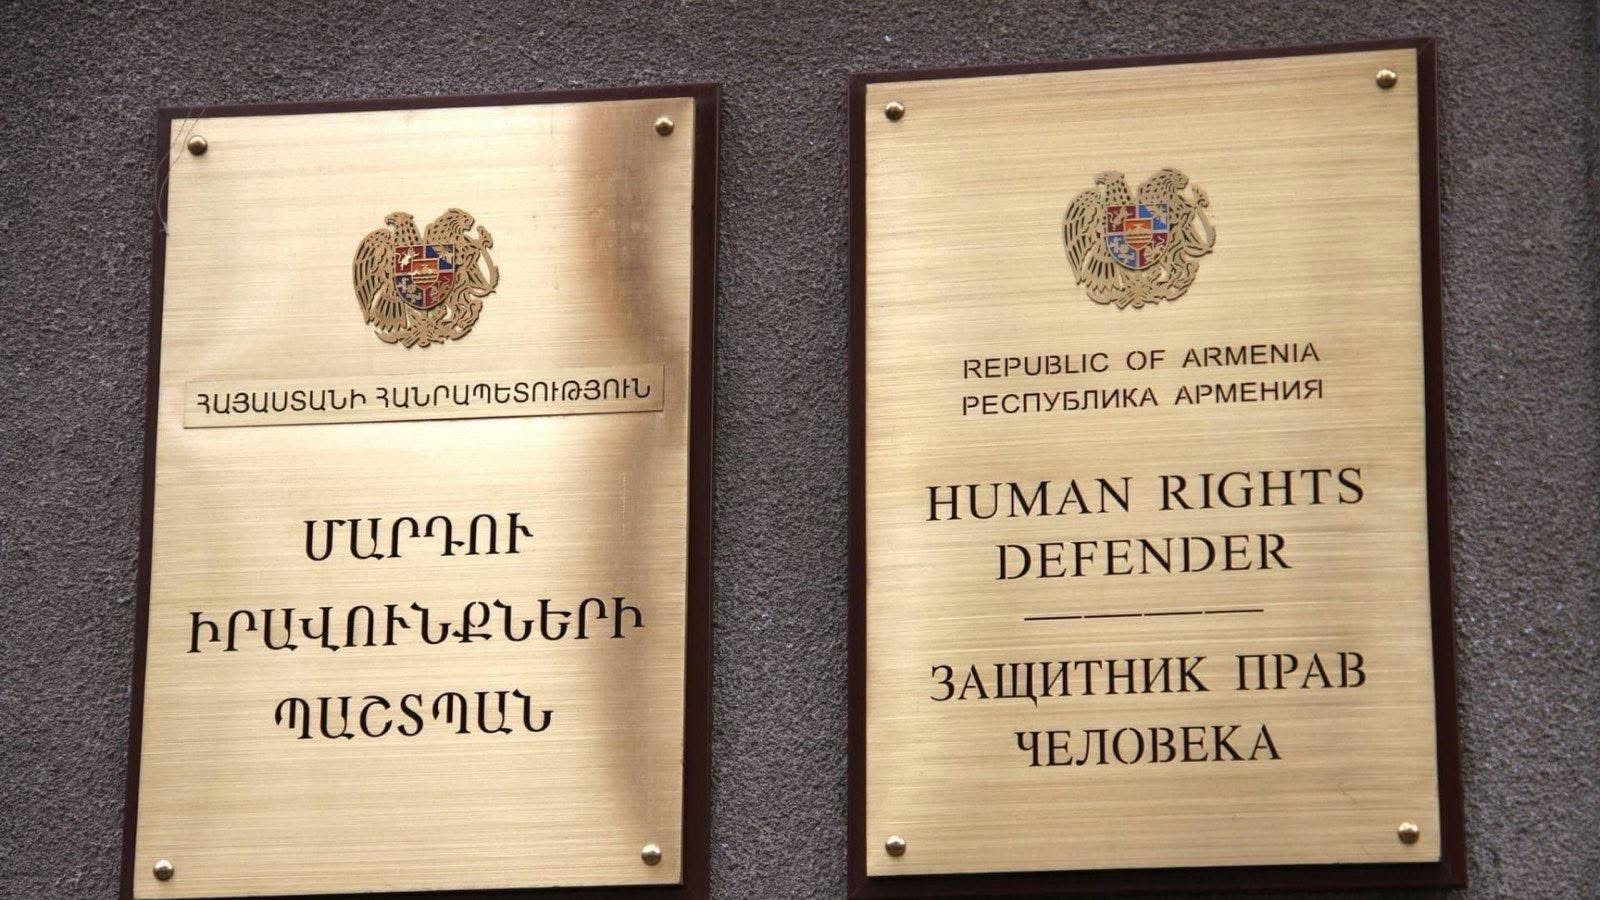 ՀԱՅԱՍՏԱՆԻ ՀԱՆՐԱՊԵՏՈՒԹՅՈՒՆ
ՄԱՐԴՈՒ
ԻՐԱՎՈՒՆՔՆԵՐԻ
ՊԱՇՏՊԱՆ
REPUBLIC OF ARMENIA
РЕСПУБЛИКА АРМЕНИЯ
HUMAN RIGHTS
DEFENDER
ЗАЩИТНИК ПРАВ
ЧЕЛОВЕКА